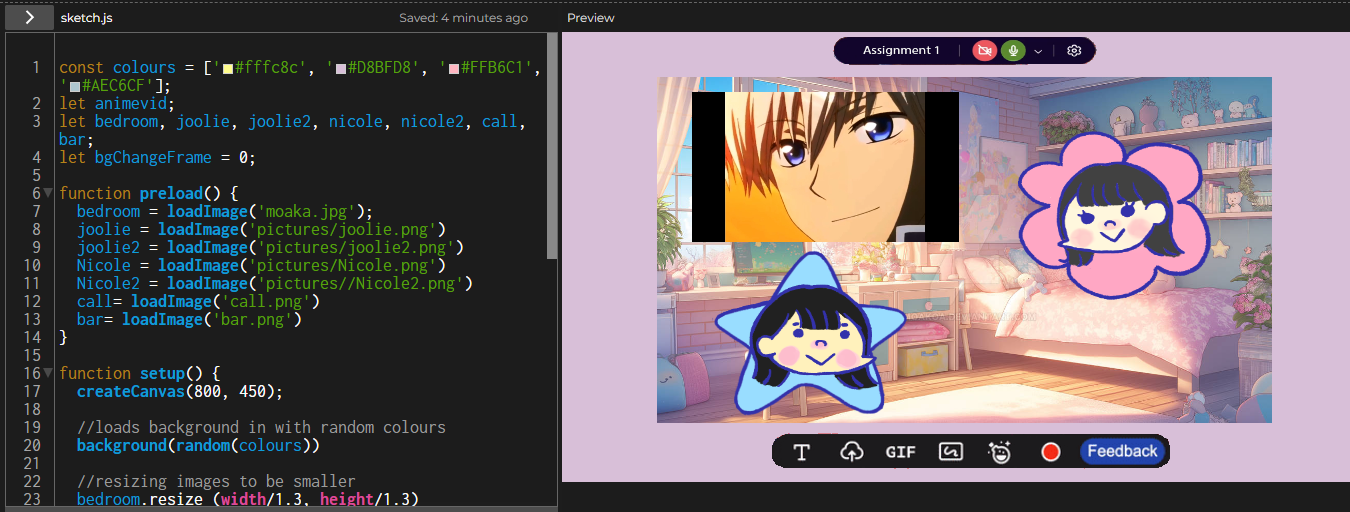 sketch.js
Saved: 4 minutes ago
Preview
1 const colours = ['#fffc8c', '#D8BFD8', '#FFB6C1',
'#AEC6CF'];
2 let animevid;
3 let bedroom, joolie, joolie2, nicole, nicole2, call,
bar;
4 let bgChangeFrame = 0;
5
6 function preload() {
7 bedroom = loadImage('moaka.jpg');
8 joolie = loadImage('pictures/joolie.png')
9 joolie2 = loadImage('pictures/joolie2.png')
10 Nicole = loadImage('pictures/Nicole.png')
11 Nicole2 = loadImage('pictures//Nicole2.png')
12 call= loadImage('call.png')
13 bar= loadImage('bar.png')
14 }
15
16 function setup() {
17 createCanvas(800, 450);
18
19 //loads background in with random colours
20 background(random(colours))
21
22 //resizing images to be smaller
23 bedroom.resize (width/1.3, height/1.3)
Assignment 1
T
GIF
Feedback